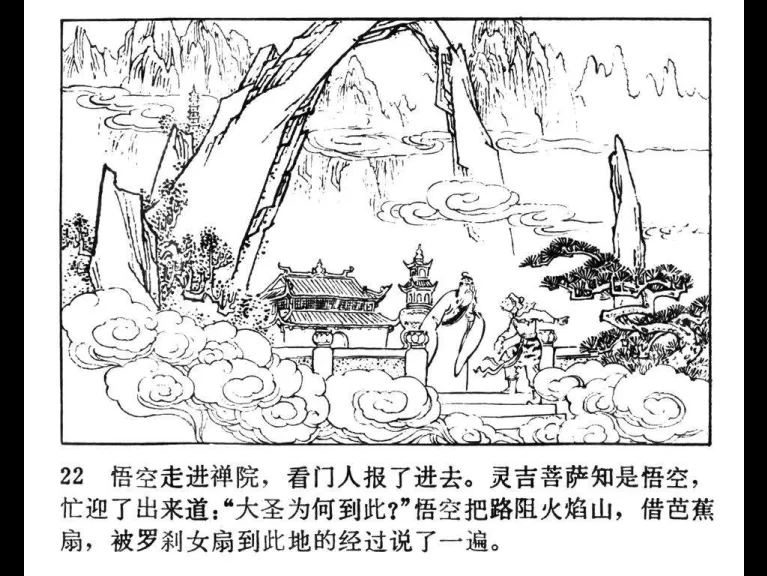 22 悟空走进禅院，看门人报了进去。灵吉菩萨知是悟空，
忙迎了出来道：“大圣为何到此？”悟空把路阻火焰山，借芭蕉
扇，被罗刹女扇到此地的经过说了一遍。